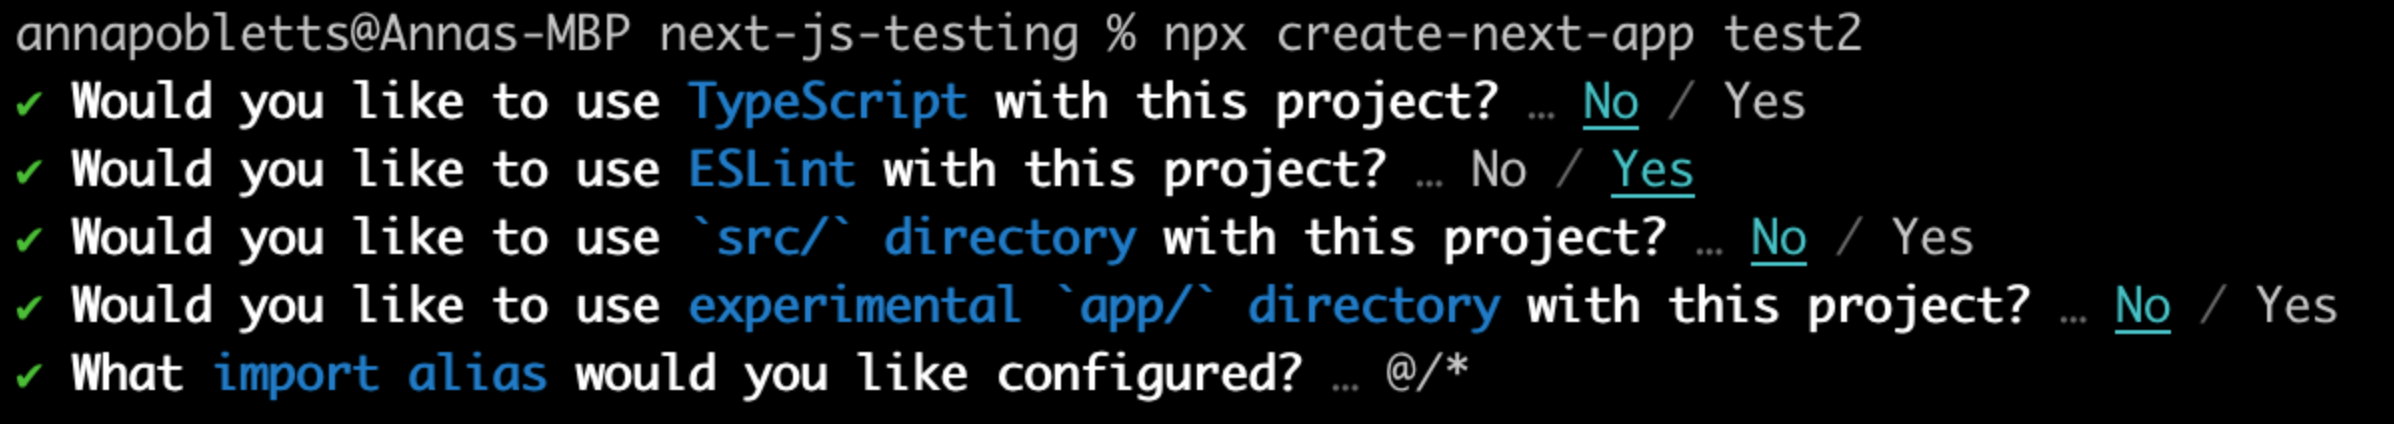 annapobletts@Annas-MBP next-js-testing % npx create-next-app test2
✔ Would you like to use TypeScript with this project? … No / Yes
✔ Would you like to use ESLint with this project? … No / Yes
✔ Would you like to use `src/` directory with this project? … No / Yes
✔ Would you like to use experimental `app/` directory with this project? … No / Yes
✔ What import alias would you like configured? … @/*